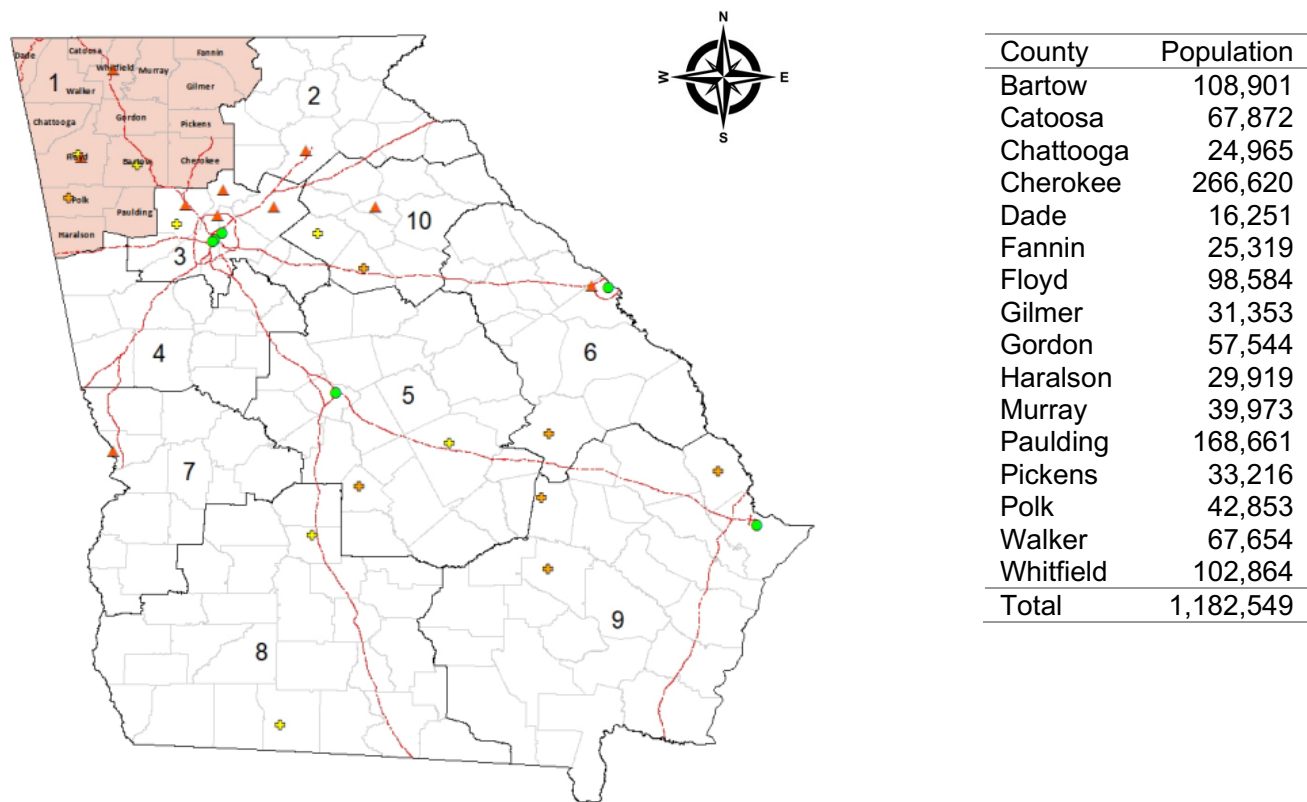 N
W
E
S
Dade
Catoosa
Fannin
Whitfield
Murray
1
Walker
Gilmer
2
Chattooga
Gordon
Pickens
Floyd
Bartow
Cherokee
Polk
Paulding
10
Haralson
3
4
6
5
7
9
8
County Population
Bartow 108,901
Catoosa 67,872
Chattooga 24,965
Cherokee 266,620
Dade 16,251
Fannin 25,319
Floyd 98,584
Gilmer 31,353
Gordon 57,544
Haralson 29,919
Murray 39,973
Paulding 168,661
Pickens 33,216
Polk 42,853
Walker 67,654
Whitfield 102,864
Total 1,182,549